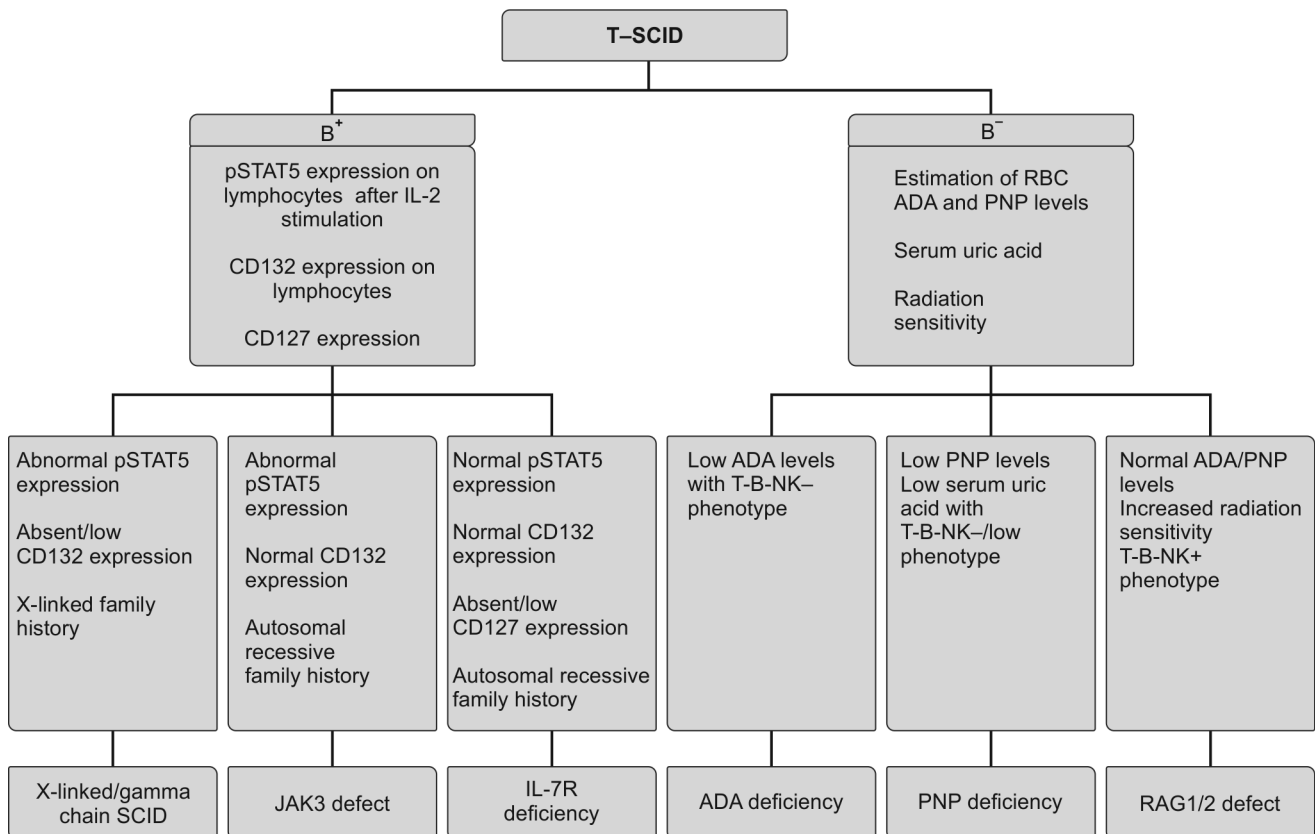 T–SCID
B+
pSTAT5 expression on
lymphocytes after IL-2
stimulation
CD132 expression on
lymphocytes
CD127 expression
B–
Estimation of RBC
ADA and PNP levels
Serum uric acid
Radiation
sensitivity
Abnormal pSTAT5
expression
Absent/low
CD132 expression
X-linked family
history
Abnormal
pSTAT5
expression
Normal CD132
expression
Autosomal
recessive
family history
Normal pSTAT5
expression
Normal CD132
expression
Absent/low
CD127 expression
Autosomal recessive
family history
Low ADA levels
with T-B-NK–
phenotype
Low PNP levels
Low serum uric
acid with
T-B-NK–/low
phenotype
Normal ADA/PNP
levels
Increased radiation
sensitivity
T-B-NK+
phenotype
X-linked/gamma
chain SCID
JAK3 defect
IL-7R
deficiency
ADA deficiency
PNP deficiency
RAG1/2 defect